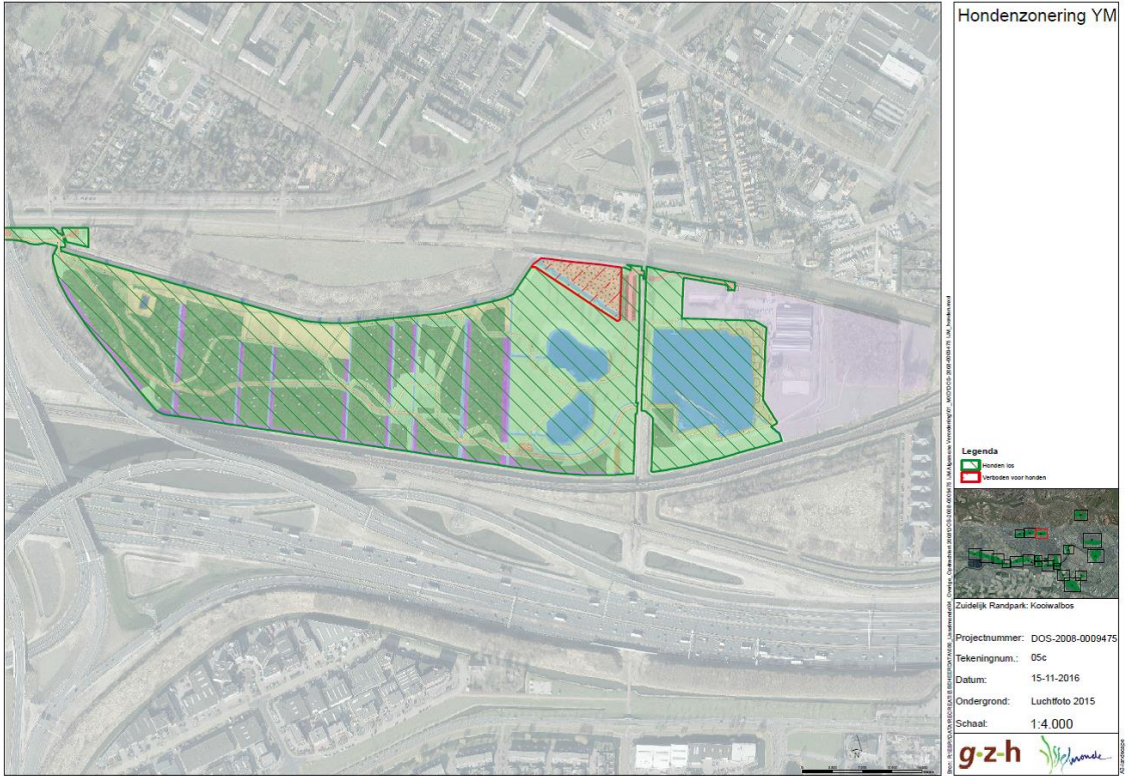 Hondenzonering YM
Legenda
Honden los
Verboden voor honden
Zuidelijk Randpark: Kooiwalbos
Projectnummer: DOS-2008-0009475
Tekeningnum.: 05c
Datum: 15-11-2016
Ondergrond: Luchtfoto 2015
Schaal: 1:4.000
g-z-h
N